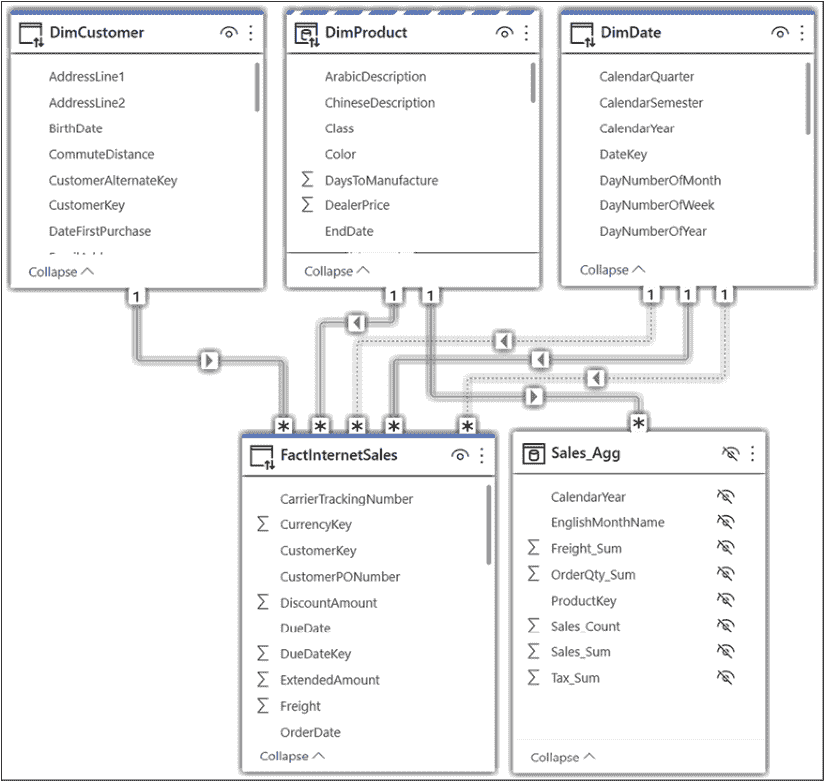 DimCustomer
AddressLine1
AddressLine2
BirthDate
CommuteDistance
CustomerAlternateKey
CustomerKey
DateFirstPurchase
Collapse
DimProduct
ArabicDescription
ChineseDescription
Class
Color
DaysToManufacture
DealerPrice
EndDate
Collapse
DimDate
CalendarQuarter
CalendarSemester
CalendarYear
DateKey
DayNumberOfMonth
DayNumberOfWeek
DayNumberOfYear
Collapse
1
1
1
1
1
1
*
*
*
*
*
*
FactInternetSales
CarrierTrackingNumber
CurrencyKey
CustomerKey
CustomerPONumber
DiscountAmount
DueDate
DueDateKey
ExtendedAmount
Freight
OrderDate
Collapse
Sales_Agg
CalendarYear
EnglishMonthName
Freight_Sum
OrderQty_Sum
ProductKey
Sales_Count
Sales_Sum
Tax_Sum
Collapse